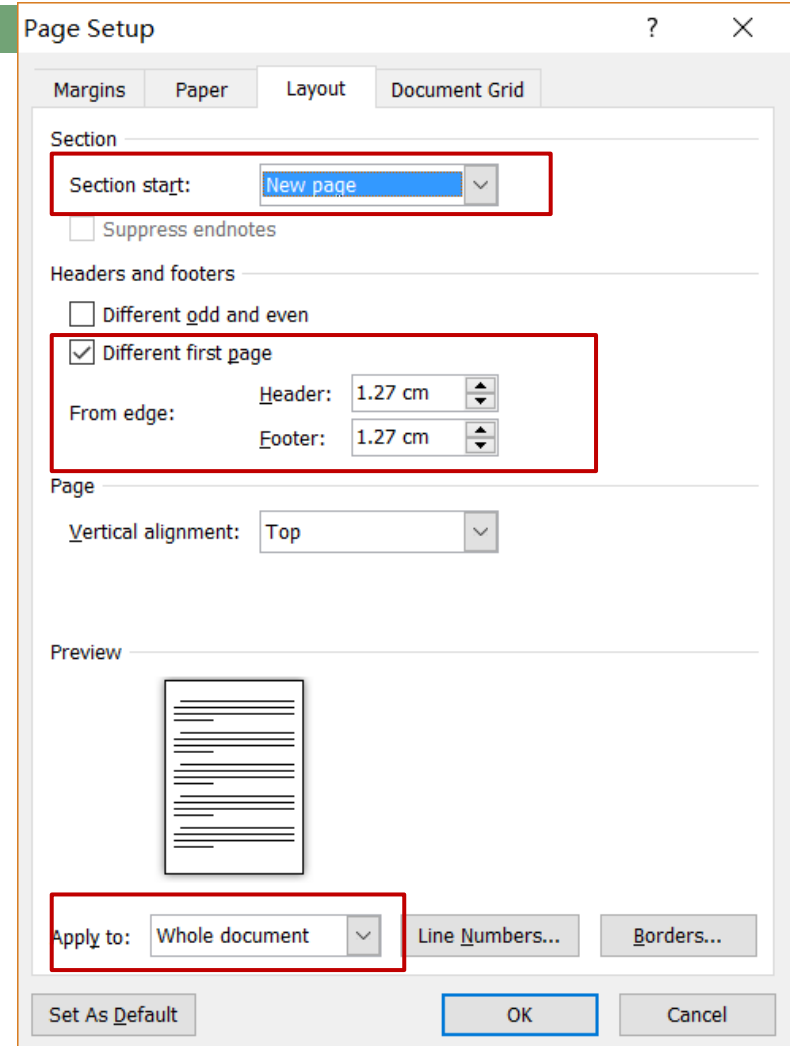 Page Setup
Margins Paper Layout Document Grid
Section
Section start: New page
Suppress endnotes
Headers and footers
Different odd and even
Different first page
From edge: Header: 1.27 cm
Footer: 1.27 cm
Page
Vertical alignment: Top
Preview
Apply to: Whole document Line Numbers... Borders...
Set As Default OK Cancel